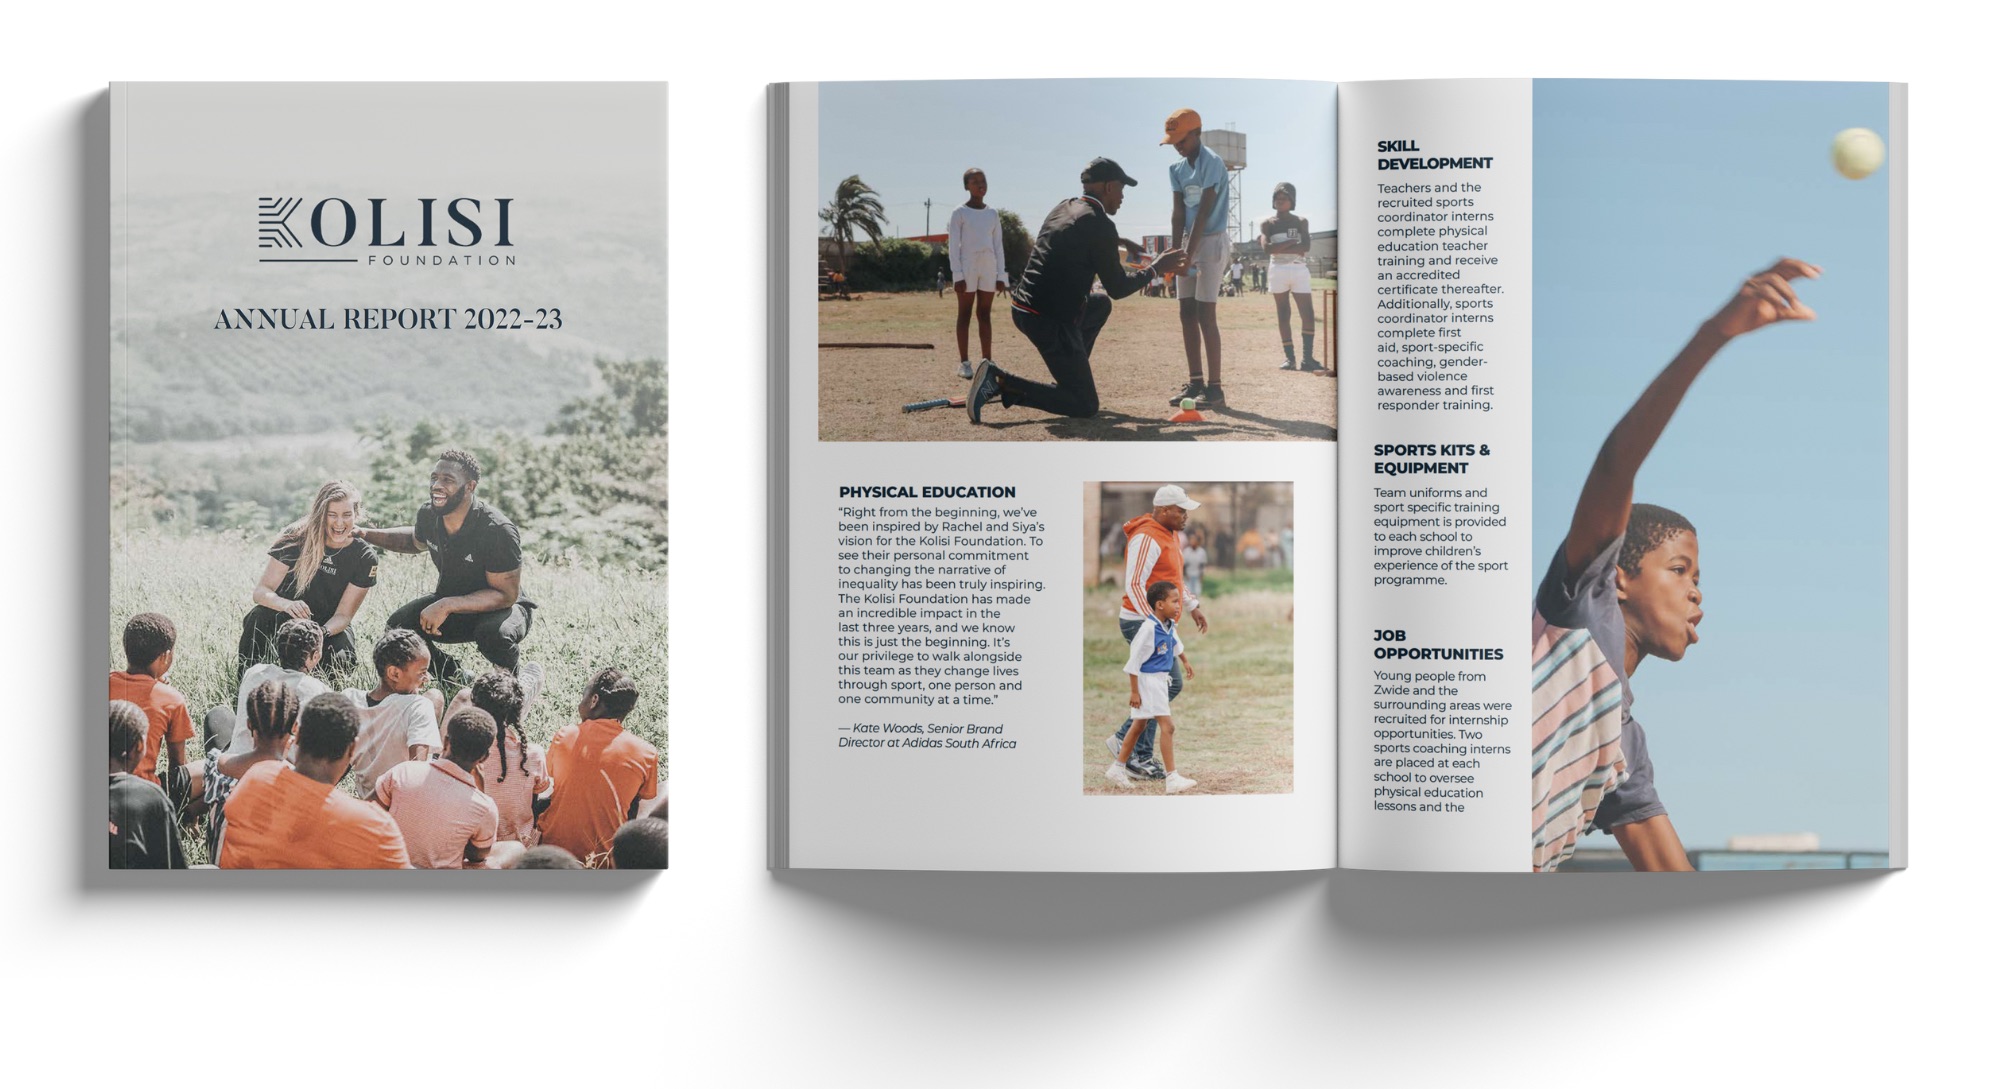 KOLISI
FOUNDATION
ANNUAL REPORT 2022-23
PHYSICAL EDUCATION
“Right from the beginning, we’ve
been inspired by Rachel and Siya’s
vision for the Kolisi Foundation. To
see their personal commitment
to changing the narrative of
inequality has been truly inspiring.
The Kolisi Foundation has made
an incredible impact in the
last three years, and we know
this is just the beginning. It’s
our privilege to walk alongside
this team as they change lives
through sport, one person and
one community at a time.”
— Kate Woods, Senior Brand
Director at Adidas South Africa
SKILL
DEVELOPMENT
Teachers and the
recruited sports
coordinator interns
complete physical
education teacher
training and receive
an accredited
certificate thereafter.
Additionally, sports
coordinator interns
complete first
aid, sport-specific
coaching, gender-
based violence
awareness and first
responder training.
SPORTS KITS &
EQUIPMENT
Team uniforms and
sport specific training
equipment is provided
to each school to
improve children’s
experience of the sport
programme.
JOB
OPPORTUNITIES
Young people from
Zwide and the
surrounding areas were
recruited for internship
opportunities. Two
sports coaching interns
are placed at each
school to oversee
physical education
lessons and the